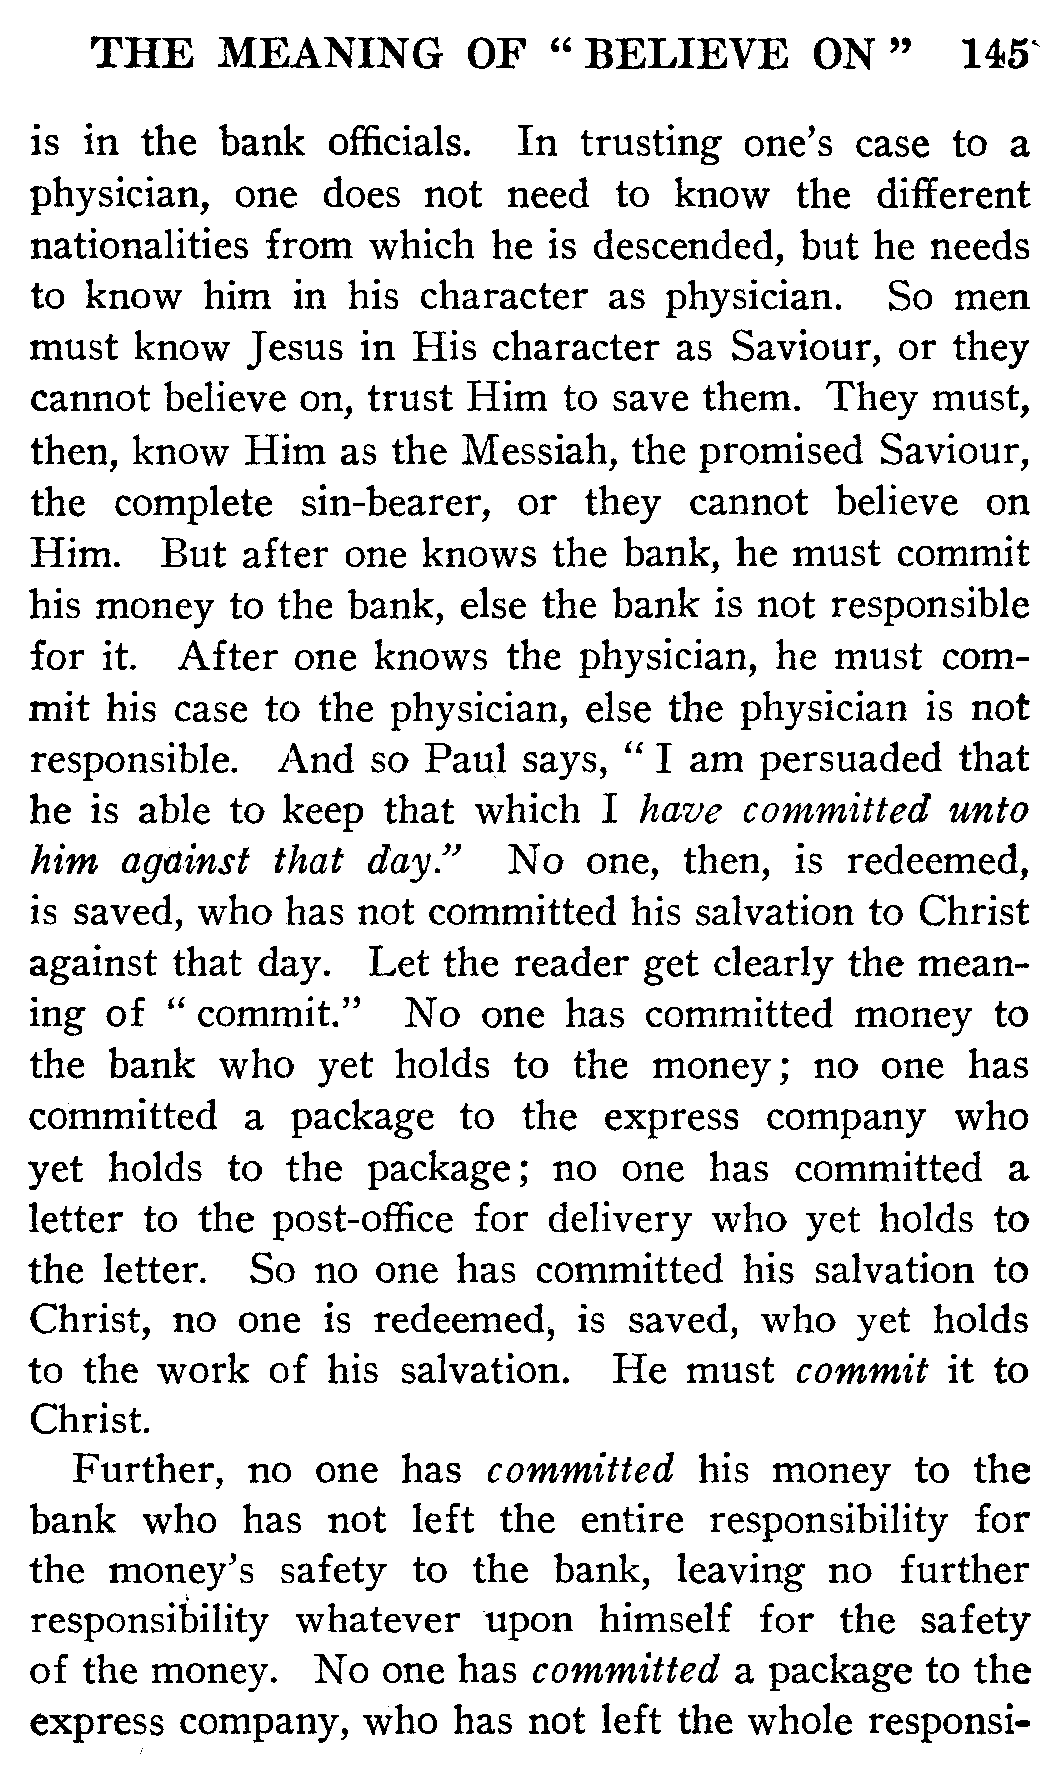 THE MEANING OF “BELIEVE ON” 145
is in the bank officials. In trusting one’s case to a
physician, one does not need to know the different
nationalities from which he is descended, but he needs
to know him in his character as physician. So men
must know Jesus in His character as Saviour, or they
cannot believe on, trust Him to save them. They must,
then, know Him as the Messiah, the promised Saviour,
the complete sin-bearer, or they cannot believe on
Him. But after one knows the bank, he must commit
his money to the bank, else the bank is not responsible
for it. After one knows the physician, he must com-
mit his case to the physician, else the physician is not
responsible. And so Paul says, “I am persuaded that
he is able to keep that which I have committed unto
him against that day.” No one, then, is redeemed,
is saved, who has not committed his salvation to Christ
against that day. Let the reader get clearly the mean-
ing of “commit.” No one has committed money to
the bank who yet holds to the money; no one has
committed a package to the express company who
yet holds to the package; no one has committed a
letter to the post-office for delivery who yet holds to
the letter. So no one has committed his salvation to
Christ, no one is redeemed, is saved, who yet holds
to the work of his salvation. He must commit it to
Christ.
Further, no one has committed his money to the
bank who has not left the entire responsibility for
the money’s safety to the bank, leaving no further
responsibility whatever upon himself for the safety
of the money. No one has committed a package to the
express company, who has not left the whole responsi-